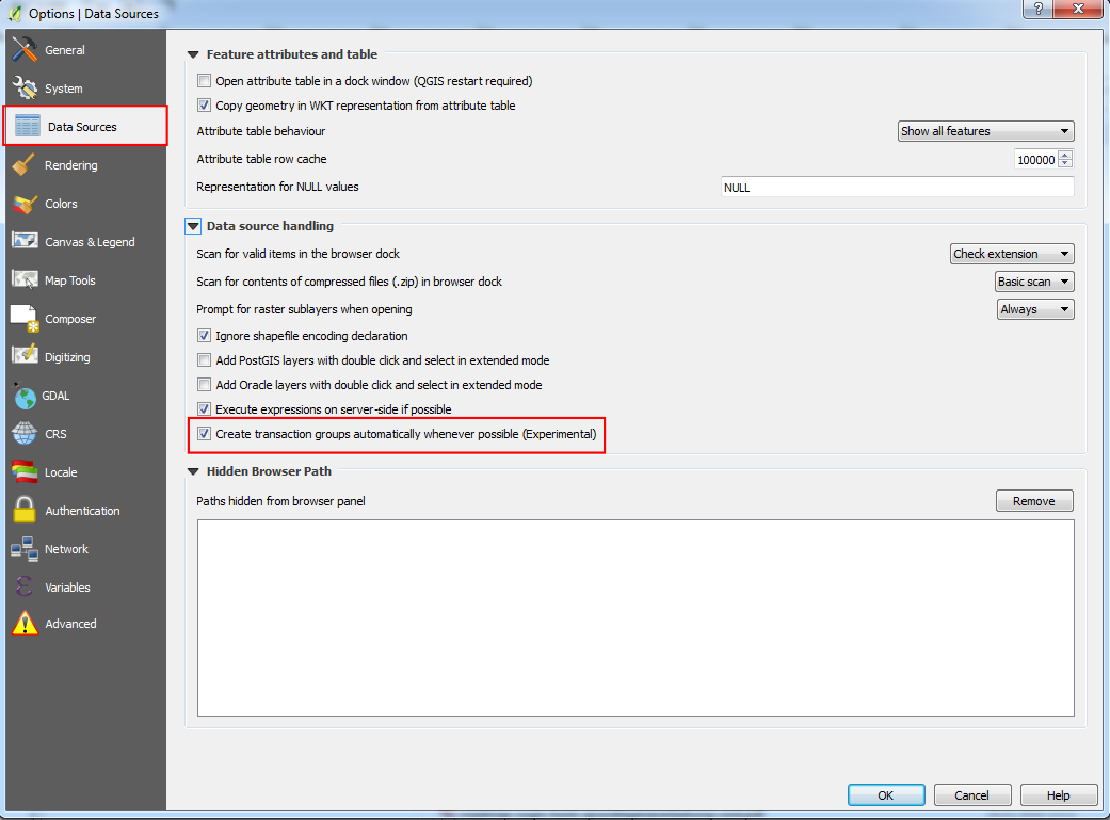 Options | Data Sources
?
X
General
System
Data Sources
Rendering
Colors
Canvas & Legend
Map Tools
Composer
Digitizing
GDAL
CRS
Locale
Authentication
Network
Variables
Advanced
Feature attributes and table
Open attribute table in a dock window (QGIS restart required)
Copy geometry in WKT representation from attribute table
Attribute table behaviour Show all features
Attribute table row cache 100000
Representation for NULL values NULL
Data source handling
Scan for valid items in the browser dock Check extension
Scan for contents of compressed files (.zip) in browser dock Basic scan
Prompt for raster sublayers when opening Always
Ignore shapefile encoding declaration
Add PostGIS layers with double click and select in extended mode
Add Oracle layers with double click and select in extended mode
Execute expressions on server-side if possible
Create transaction groups automatically whenever possible (Experimental)
Hidden Browser Path
Paths hidden from browser panel Remove
OK Cancel Help